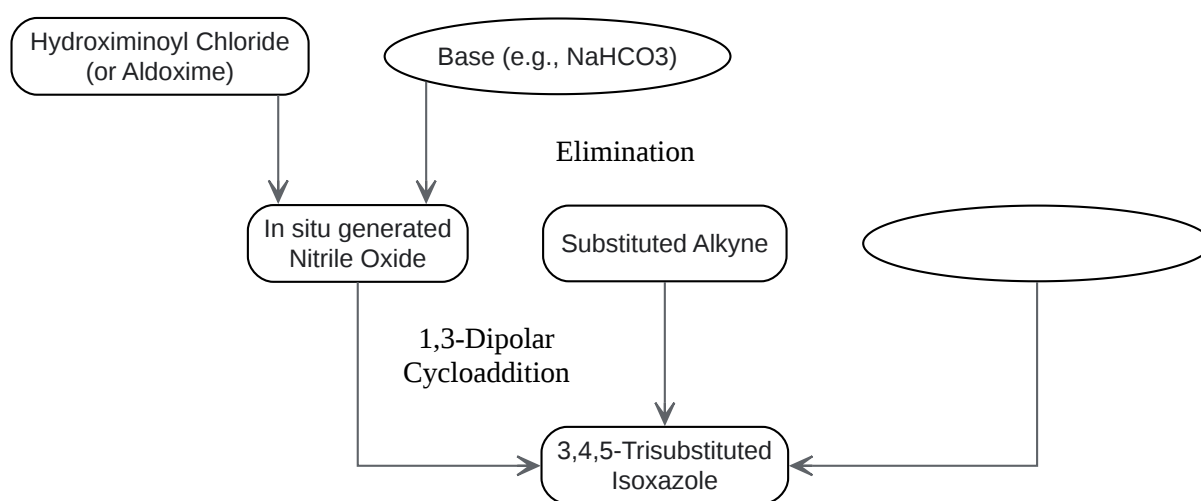 Hydroximinoyl Chloride
(or Aldoxime)
Base (e.g., NaHCO3)
Elimination
In situ generated
Nitrile Oxide
Substituted Alkyne
1,3-Dipolar
Cycloaddition
3,4,5-Trisubstituted
Isoxazole